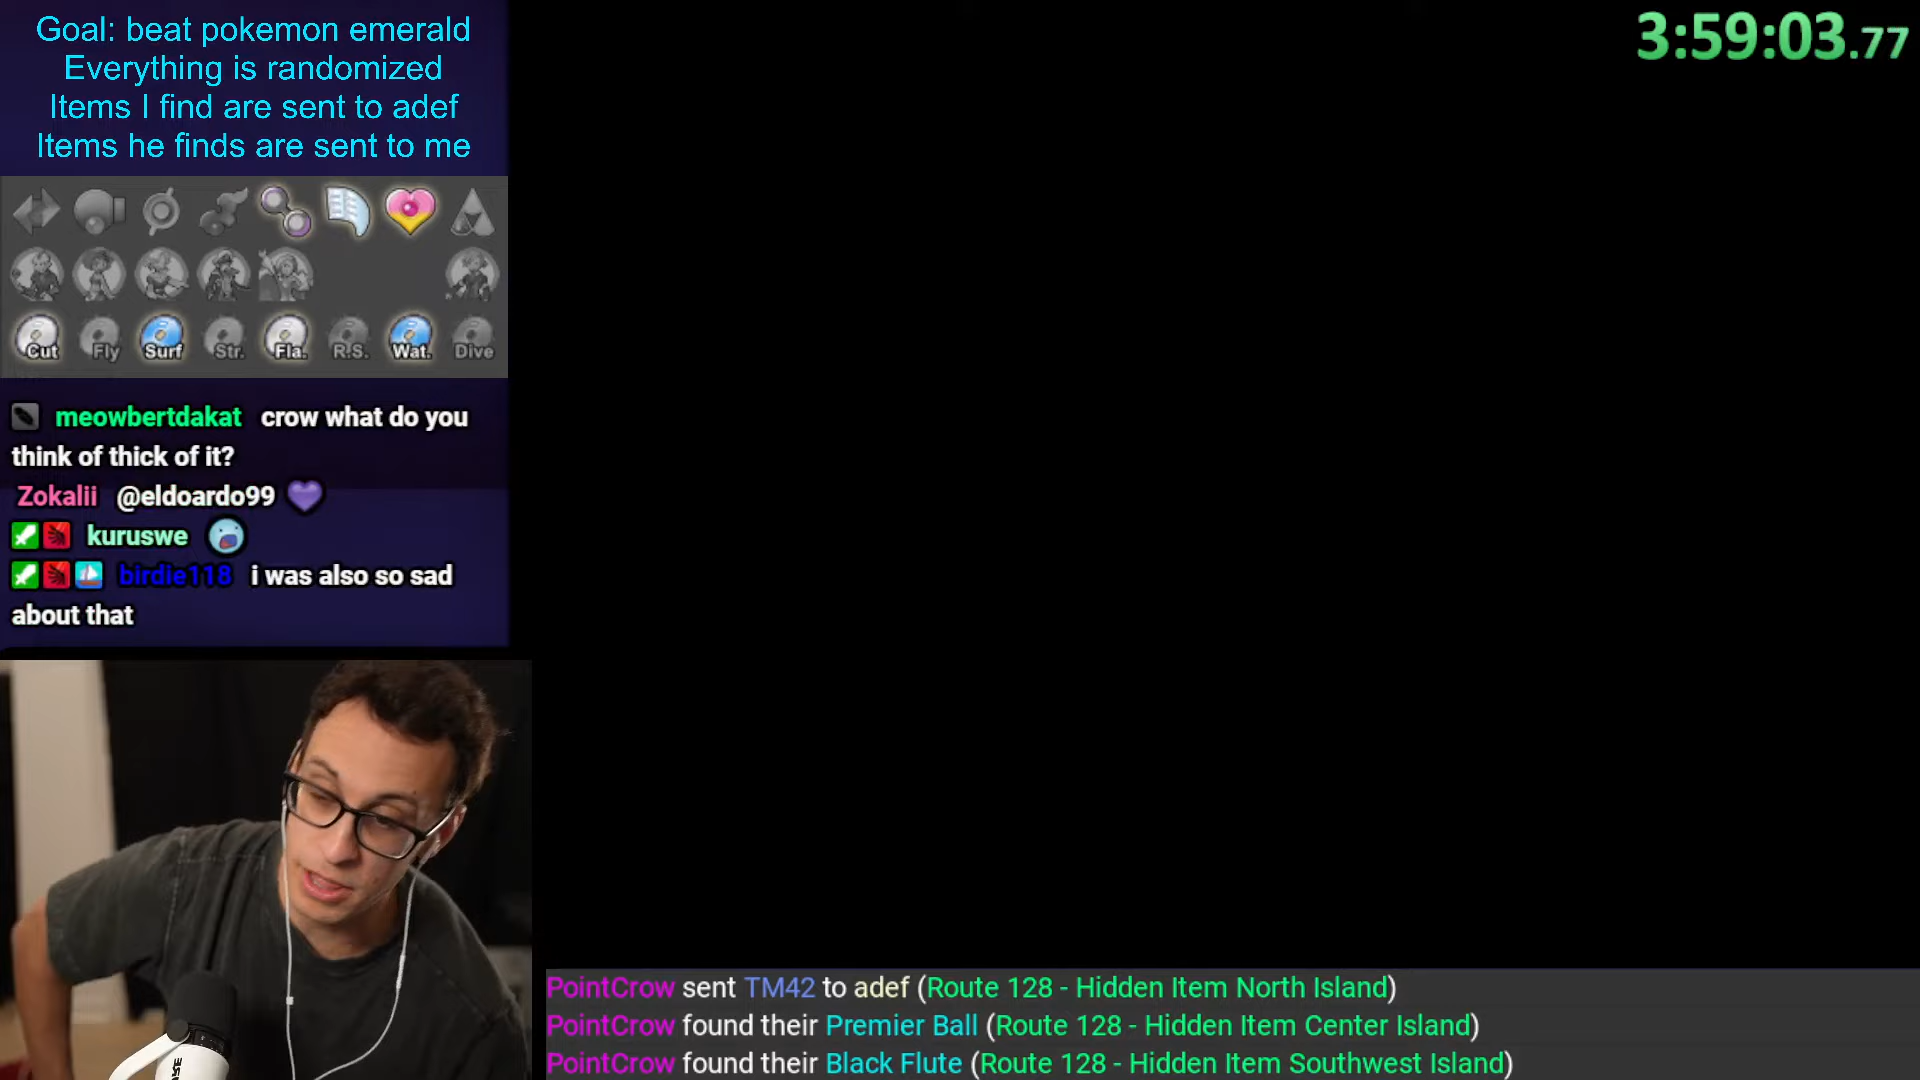 Goal: beat pokemon emerald
Everything is randomized
Items I find are sent to adef
Items he finds are sent to me
3:59:03.77
Cut Fly Surf Str. Fla. R.S. Wat. Dive
meowbertdakat crow what do you
think of thick of it?
Zokalii @eldoardo99
kuruswe
birdie118 i was also so sad
about that
PointCrow sent TM42 to adef (Route 128 - Hidden Item North Island)
PointCrow found their Premier Ball (Route 128 - Hidden Item Center Island)
PointCrow found their Black Flute (Route 128 - Hidden Item Southwest Island)